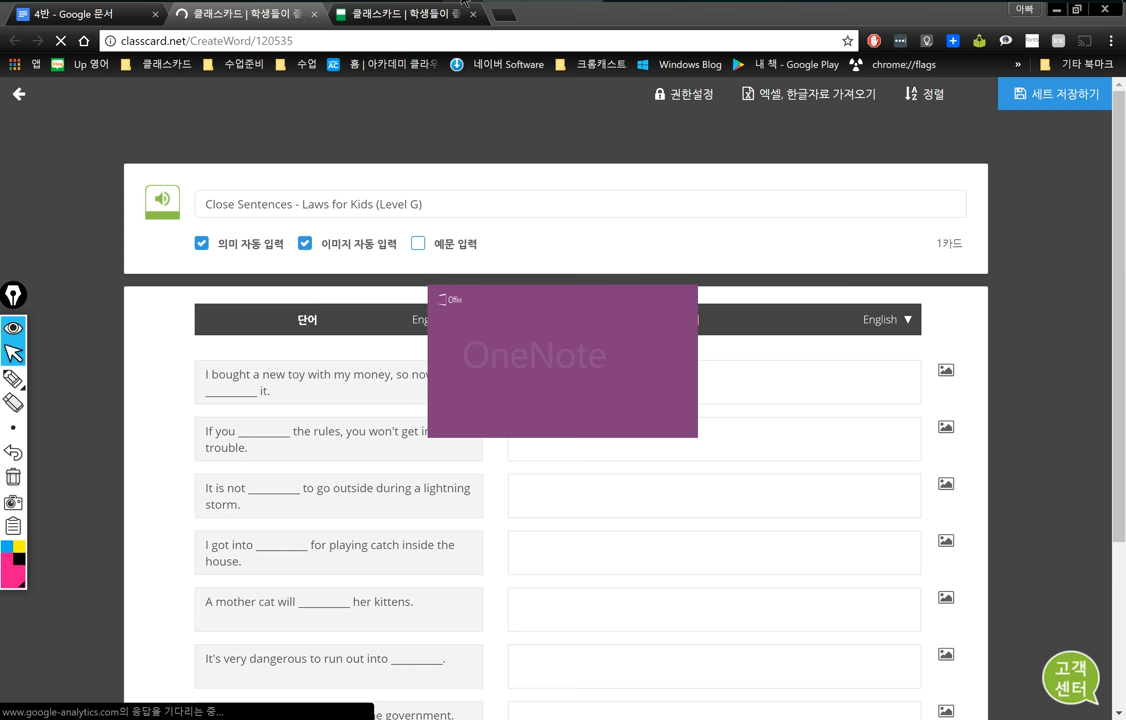 4반 - Google 문서
클래스카드 | 학생들이 좋
클래스카드 | 학생들이 좋
아빠
classcard.net/CreateWord/120535
앱
Up 영어
클래스카드
수업준비
수업
홈 | 아카데미 클라우
네이버 Software
크롬캐스트
Windows Blog
내 책 - Google Play
chrome://flags
»
기타 북마크
권한설정
엑셀, 한글자료 가져오기
정렬
세트 저장하기
Close Sentences - Laws for Kids (Level G)
의미 자동 입력
이미지 자동 입력
예문 입력
1카드
단어
Eng
English ▼
Office
OneNote
I bought a new toy with my money, so now
__________ it.
If you __________ the rules, you won't get in
trouble.
It is not __________ to go outside during a lightning
storm.
I got into __________ for playing catch inside the
house.
A mother cat will __________ her kittens.
It's very dangerous to run out into __________.
e government.
고객
센터
www.google-analytics.com의 응답을 기다리는 중...